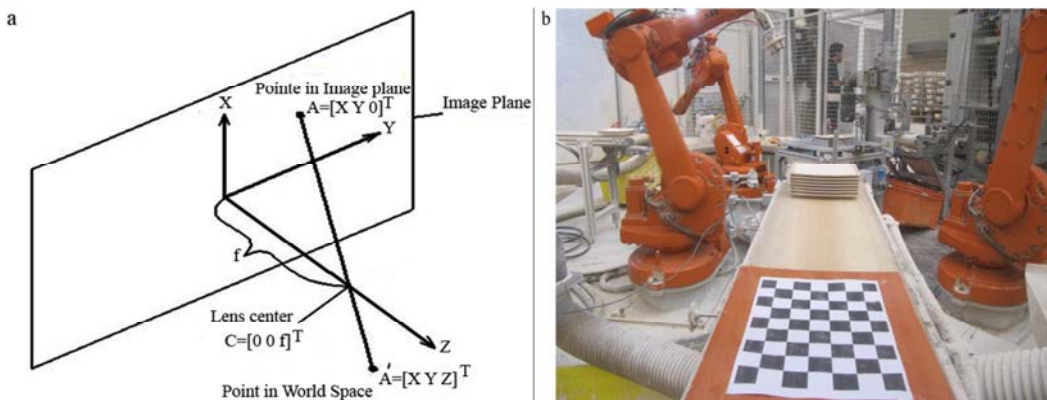 a
b
X
Pointe in Image plane
A=[X Y 0]T
Image Plane
Y
f
Lens center
C=[0 0 f]T
Z
A'=[X Y Z]T
Point in World Space